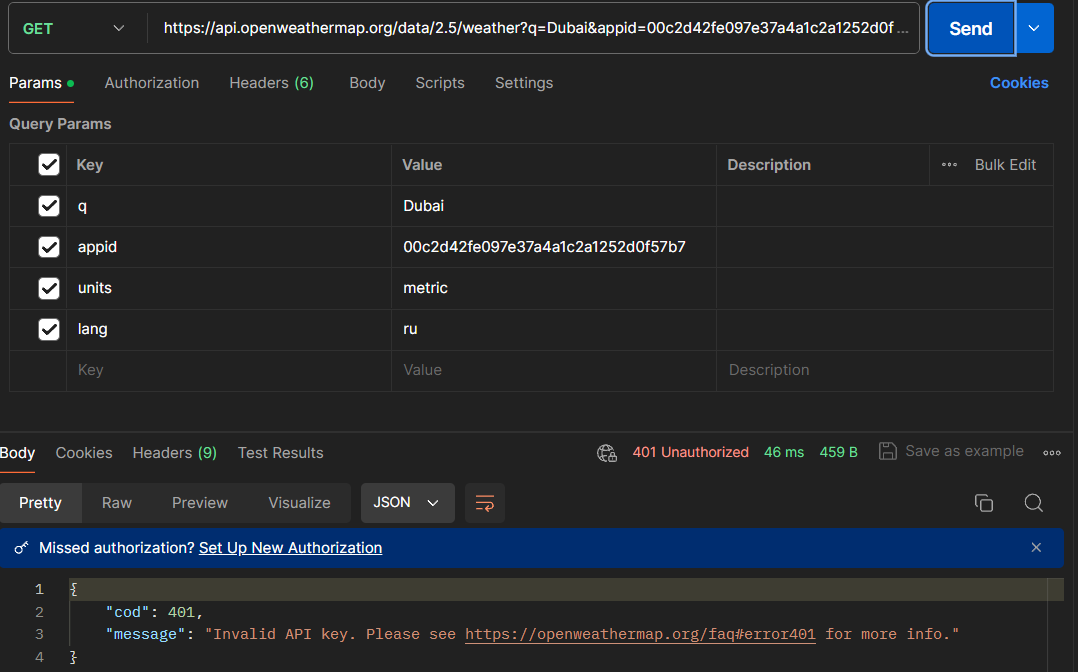 GET https://api.openweathermap.org/data/2.5/weather?q=Dubai&appid=00c2d42fe097e37a4a1c2a1252d0f ... Send
Params Authorization Headers (6) Body Scripts Settings Cookies
Query Params
Key Value Description ... Bulk Edit
q Dubai
appid 00c2d42fe097e37a4a1c2a1252d0f57b7
units metric
lang ru
Key Value Description
Body Cookies Headers (9) Test Results 401 Unauthorized 46 ms 459 B Save as example
Pretty Raw Preview Visualize JSON
Missed authorization? Set Up New Authorization
1 {
2 "cod": 401,
3 "message": "Invalid API key. Please see https://openweathermap.org/faq#error401 for more info."
4 }